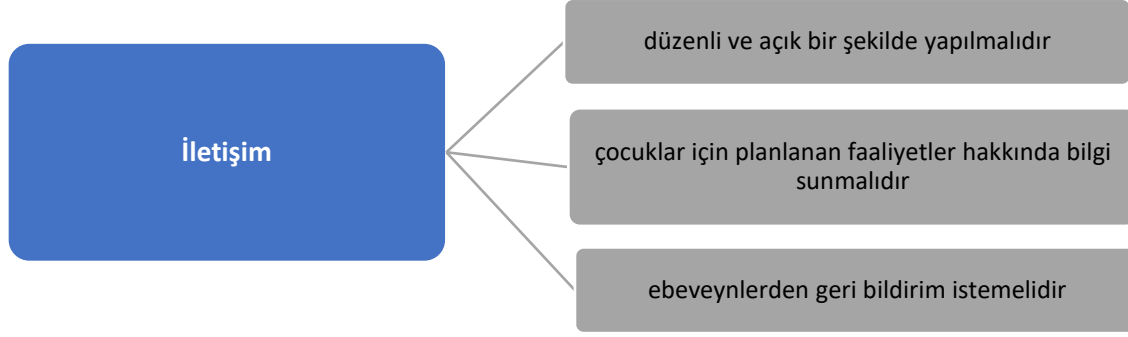 İletişim
düzenli ve açık bir şekilde yapılmalıdır
çocuklar için planlanan faaliyetler hakkında bilgi
sunmalıdır
ebeveynlerden geri bildirim istemelidir